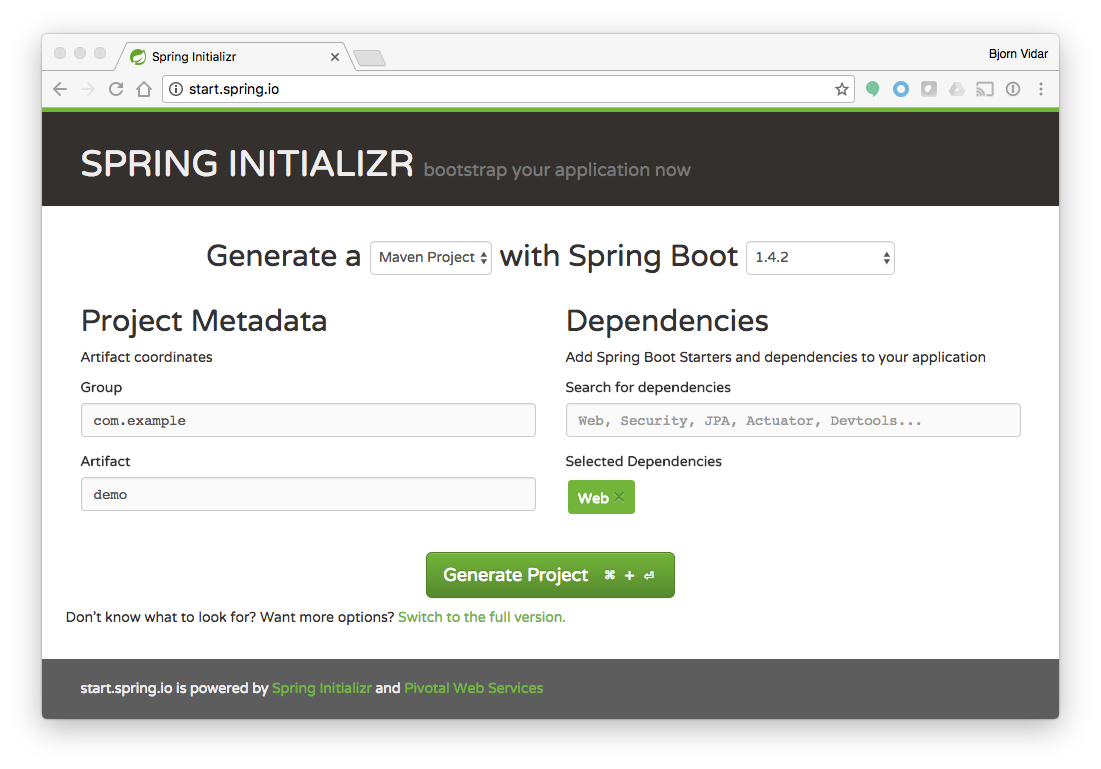 Spring Initializr
Bjorn Vidar
start.spring.io
SPRING INITIALIZR bootstrap your application now
Generate a Maven Project with Spring Boot 1.4.2
Project Metadata
Artifact coordinates
Group
com.example
Artifact
demo
Dependencies
Add Spring Boot Starters and dependencies to your application
Search for dependencies
Web, Security, JPA, Actuator, Devtools...
Selected Dependencies
Web ×
Generate Project ⌘ + ⏎
Don't know what to look for? Want more options? Switch to the full version.
start.spring.io is powered by Spring Initializr and Pivotal Web Services